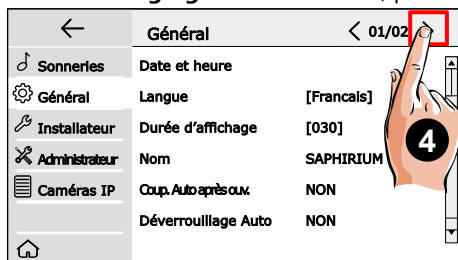 Général
01/02
Sonneries
Général
Installateur
Administrateur
Caméras IP
Date et heure
Langue [Francais]
Durée d’affichage [030]
Nom SAPHIRIUM
Coup. Auto après ouv. NON
Déverrouillage Auto NON
4